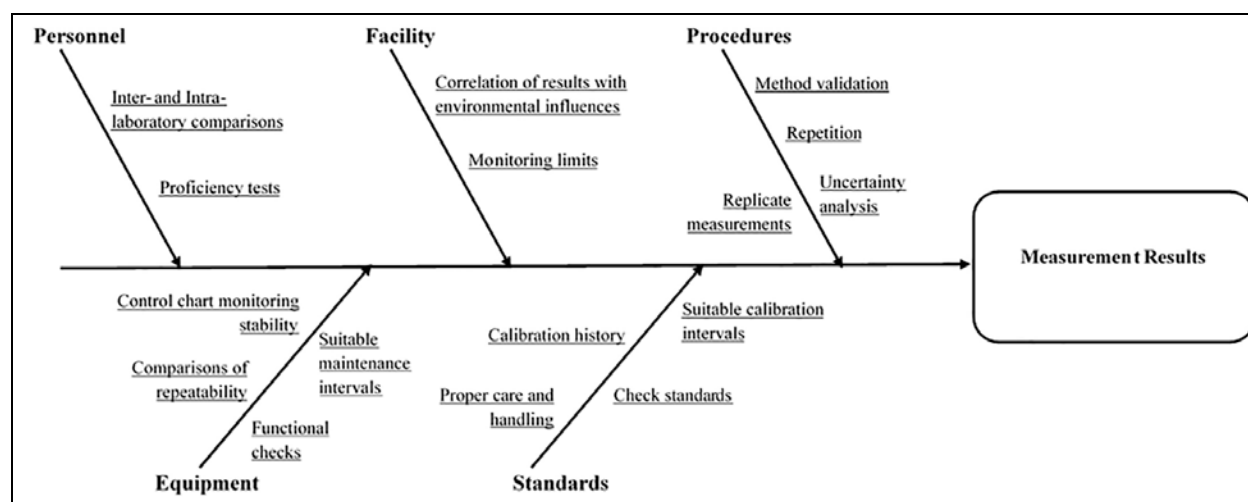 Personnel
Facility
Procedures
Inter- and Intra-
laboratory comparisons
Proficiency tests
Correlation of results with
environmental influences
Monitoring limits
Method validation
Repetition
Uncertainty
analysis
Replicate
measurements
Measurement Results
Control chart monitoring
stability
Comparisons of
repeatability
Suitable
maintenance
intervals
Functional
checks
Equipment
Calibration history
Proper care and
handling
Suitable calibration
intervals
Check standards
Standards